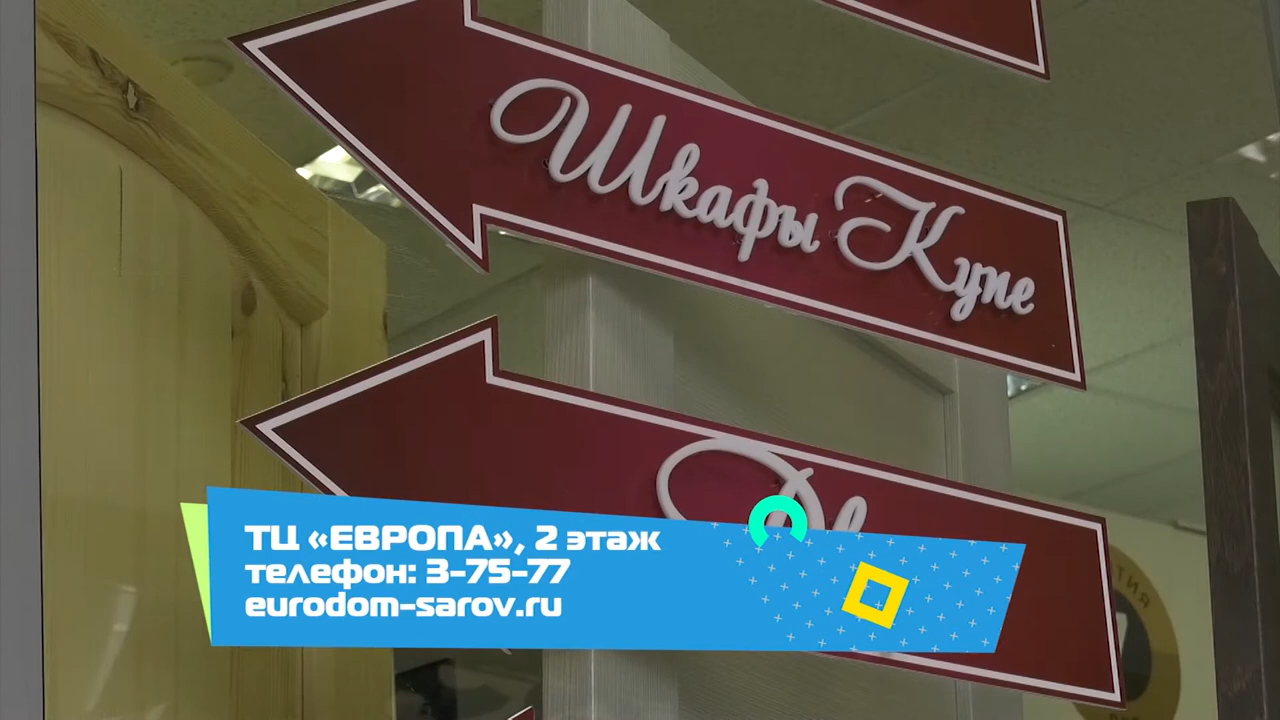 Шкафы Купе
ТЦ «ЕВРОПА», 2 этаж
телефон: 3-75-77
eurodom-sarov.ru